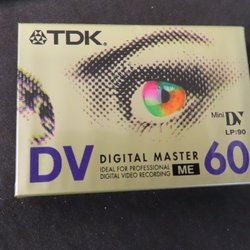 TDK
Mini DV
LP:90
DV DIGITAL MASTER 60
IDEAL FOR PROFESSIONAL
DIGITAL VIDEO RECORDING ME